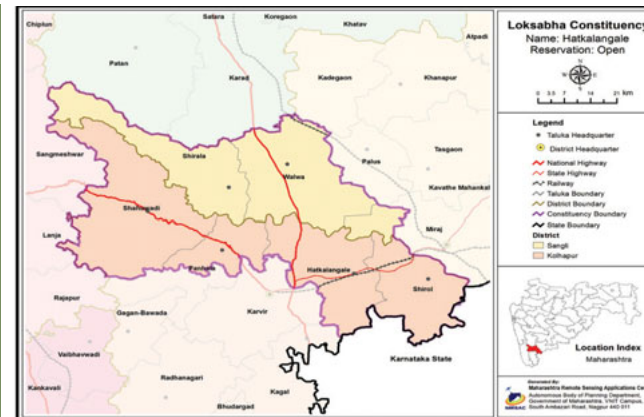 Loksabha Constituency
Name: Hatkalangale
Reservation: Open
N
W E
S
0 3.5 7 14 21 km
Legend
Taluka Headquarter
District Headquarter
National Highway
State Highway
Railway
Taluka Boundary
District Boundary
Constituency Boundary
State Boundary
District
Sangli
Kolhapur
Location Index
Maharashtra
Generated By:
Maharashtra Remote Sensing Applications Ce
Autonomous Body of Planning Department
Government of Maharashtra, VNIT Campus,
South Ambazari Road, Nagpur 440 011
MRSAC
Chiplun
Satara
Koregaon
Khatav
Atpadi
Patan
Karad
Kadegaon
Khanapur
Sangmeshwar
Shirala
Walwa
Palus
Tasgaon
Kavathe Mahankal
Shahuwadi
Lanja
Miraj
Panhala
Hatkalangale
Shirol
Rajapur
Gagan-Bawada
Karvir
Vaibhavwadi
Karnataka State
Kankavali
Radhanagari
Kagal
Bhudargad